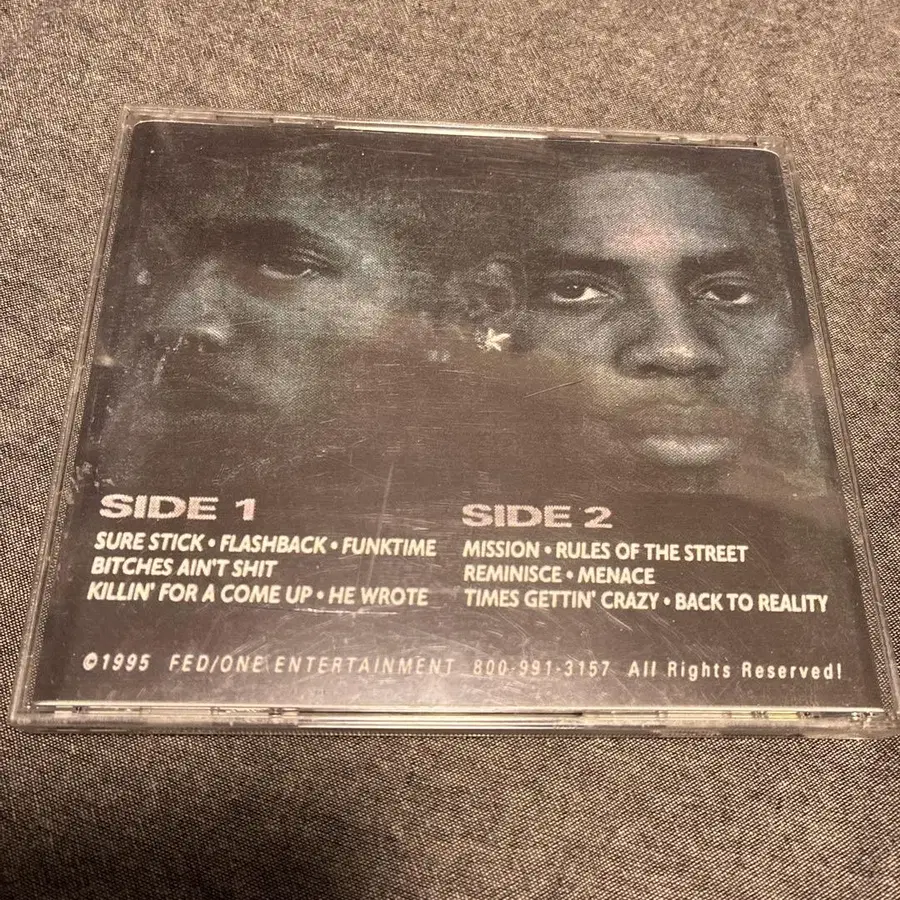 SIDE 1
SURE STICK • FLASHBACK • FUNKTIME
BITCHES AIN'T SHIT
KILLIN' FOR A COME UP • HE WROTE
SIDE 2
MISSION • RULES OF THE STREET
REMINISCE • MENACE
TIMES GETTIN' CRAZY • BACK TO REALITY
©1995 FED/ONE ENTERTAINMENT 800-991-3157 All Rights Reserved!